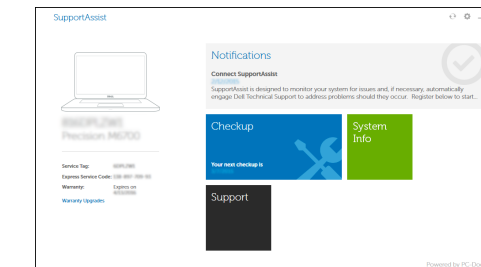 SupportAssist
Notifications
Connect SupportAssist
SupportAssist is designed to monitor your system for issues and, if necessary, automatically
engage Dell Technical Support to address problems should they occur. Register below to start...
Precision M6700
Checkup
System
Info
Your next checkup is
Service Tag:
Express Service Code:
Warranty: Expires on
Warranty Upgrades
Support
Powered by PC-Doc